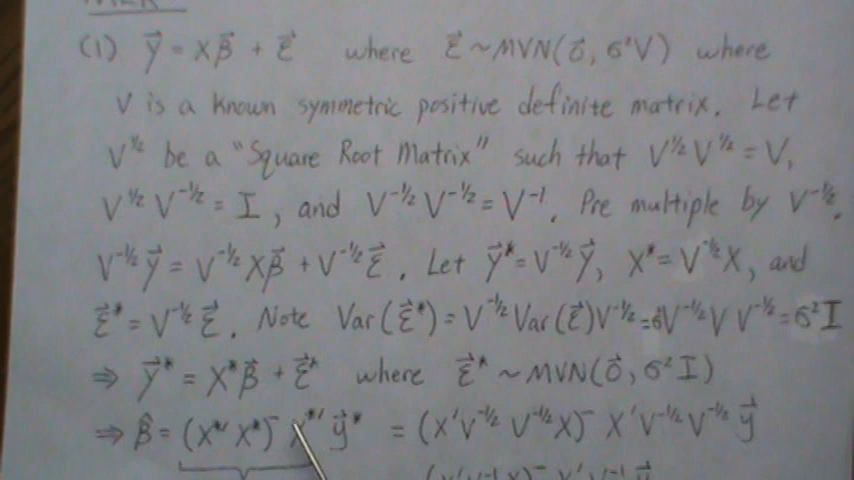 (1) y⃗ = Xβ⃗ + ε⃗ where ε⃗ ~ MVN(o⃗, σ²V) where
V is a known symmetric positive definite matrix. Let
V^½ be a "Square Root Matrix" such that V^½ V^½ = V,
V^½ V^-½ = I, and V^-½ V^-½ = V^-1. Pre multiple by V^-½.
V^-½ y⃗ = V^-½ Xβ⃗ + V^-½ ε⃗. Let y⃗* = V^-½ y⃗, X* = V^-½ X, and
ε⃗* = V^-½ ε⃗. Note Var(ε⃗*) = V^-½ Var(ε⃗) V^-½ = σ²V^-½ V V^-½ = σ² I
⇒ y⃗* = X*β⃗ + ε⃗* where ε⃗* ~ MVN(o⃗, σ² I)
⇒ β̂ = (X*' X*)^- X*' y⃗* = (X' V^-½ V^-½ X)^- X' V^-½ V^-½ y⃗
(X'V^-1 X)^- X' V^-1 y⃗